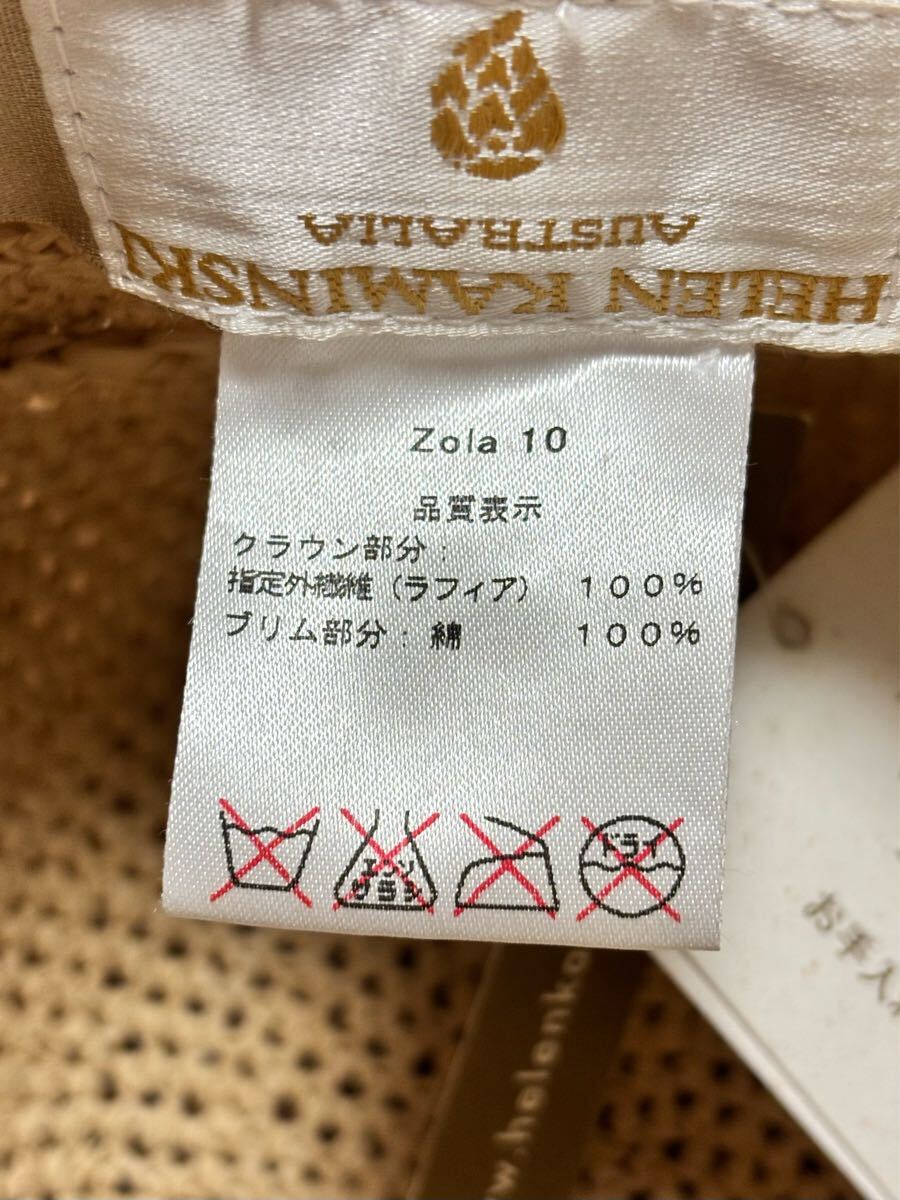 HELEN KAMINSKI
AUSTRALIA
Zola 10
品質表示
クラウン部分：
指定外繊維（ラフィア） １００％
ブリム部分：綿 １００％
エンソ
サラシ
ドライ
お手入れ
w.helenka